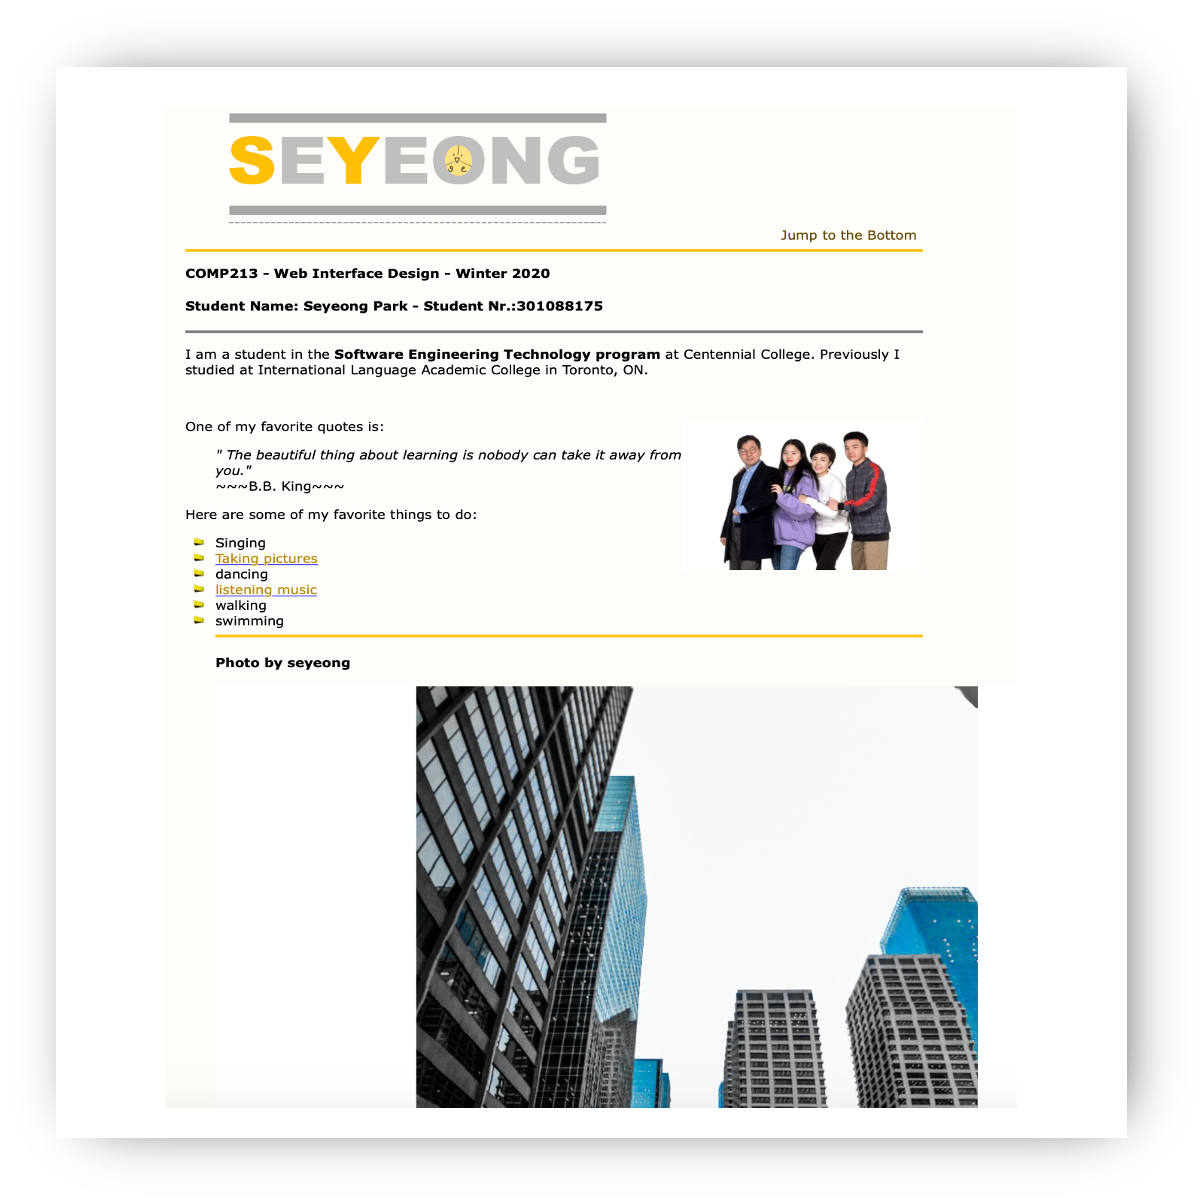 SEYEONG
Jump to the Bottom
COMP213 - Web Interface Design - Winter 2020
Student Name: Seyeong Park - Student Nr.:301088175
I am a student in the Software Engineering Technology program at Centennial College. Previously I
studied at International Language Academic College in Toronto, ON.
One of my favorite quotes is:
" The beautiful thing about learning is nobody can take it away from
you."
~~~B.B. King~~~
Here are some of my favorite things to do:
Singing
Taking pictures
dancing
listening music
walking
swimming
Photo by seyeong